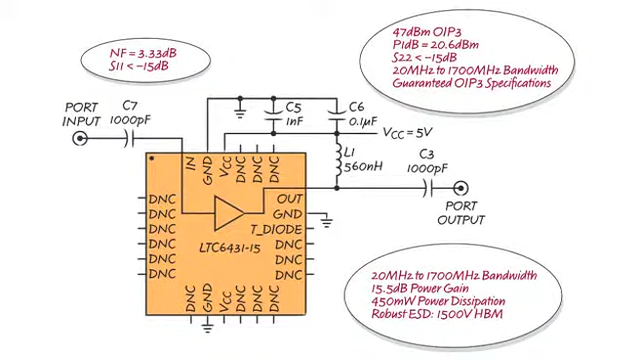 NF = 3.33dB
S11 < –15dB
47dBm OIP3
P1dB = 20.6dBm
S22 < –15dB
20MHz to 1700MHz Bandwidth
Guaranteed OIP3 Specifications
PORT
INPUT
C7
1000pF
C5
1nF
C6
0.1µF
VCC = 5V
L1
560nH
C3
1000pF
PORT
OUTPUT
IN
GND
VCC
DNC
DNC
DNC
DNC
DNC
DNC
DNC
DNC
DNC
OUT
GND
T_DIODE
DNC
DNC
DNC
LTC6431-15
DNC
GND
VCC
DNC
DNC
DNC
20MHz to 1700MHz Bandwidth
15.5dB Power Gain
450mW Power Dissipation
Robust ESD: 1500V HBM